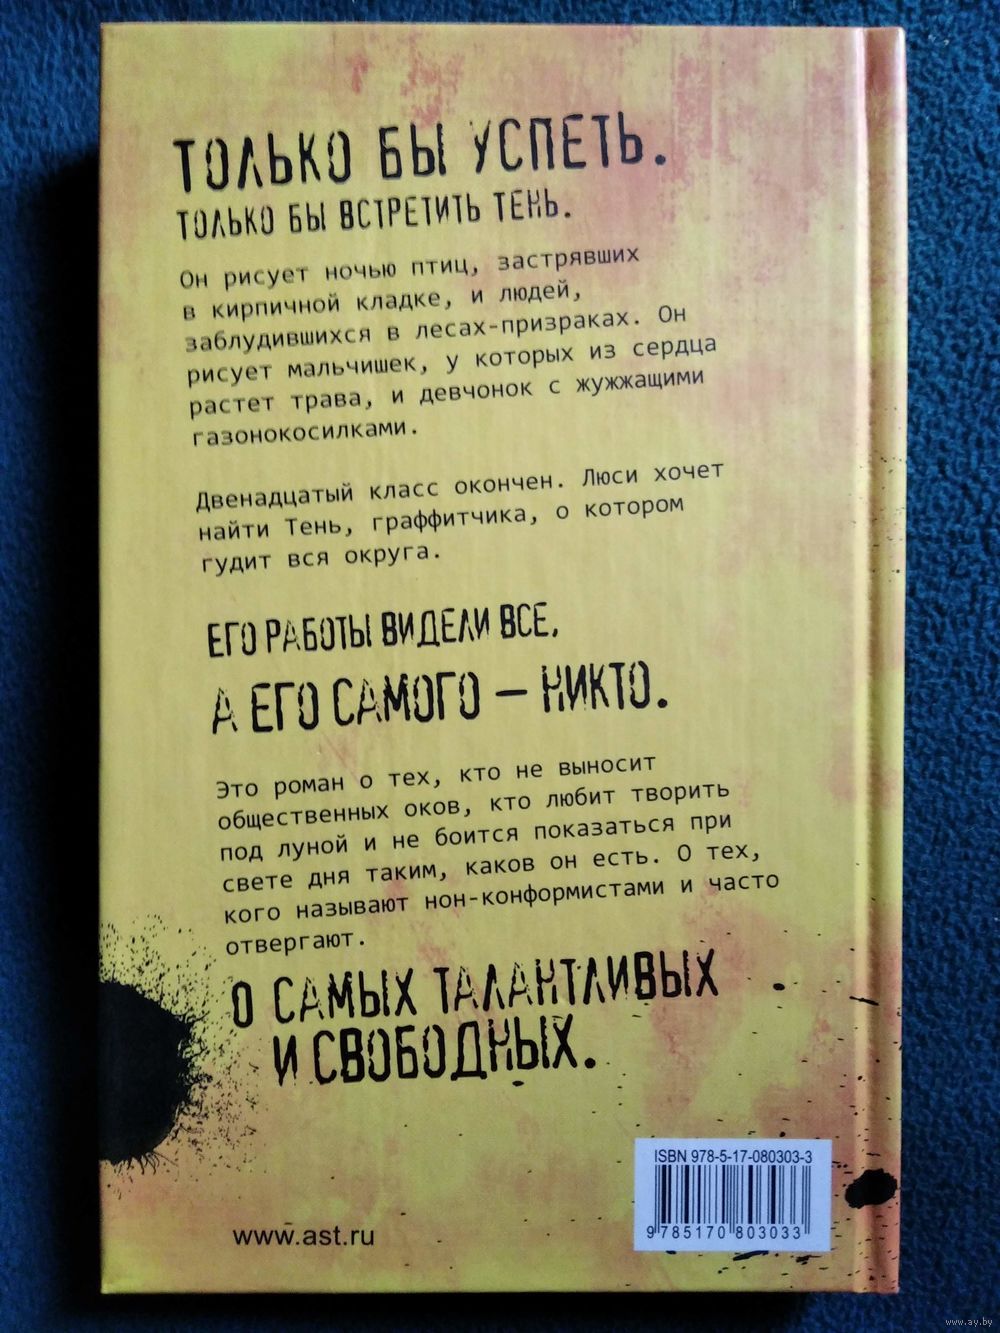 ТОЛЬКО БЫ УСПЕТЬ.
ТОЛЬКО БЫ ВСТРЕТИТЬ ТЕНЬ.
Он рисует ночью птиц, застрявших
в кирпичной кладке, и людей,
заблудившихся в лесах-призраках. Он
рисует мальчишек, у которых из сердца
растет трава, и девчонок с жужжащими
газонокосилками.
Двенадцатый класс окончен. Люси хочет
найти Тень, граффитчика, о котором
гудит вся округа.
ЕГО РАБОТЫ ВИДЕЛИ ВСЕ,
А ЕГО САМОГО — НИКТО.
Это роман о тех, кто не выносит
общественных оков, кто любит творить
под луной и не боится показаться при
свете дня таким, каков он есть. О тех,
кого называют нон-конформистами и часто
отвергают.
О САМЫХ ТАЛАНТЛИВЫХ
И СВОБОДНЫХ.
ISBN 978-5-17-080303-3
9 785170 803033
www.ast.ru
www.ay.by